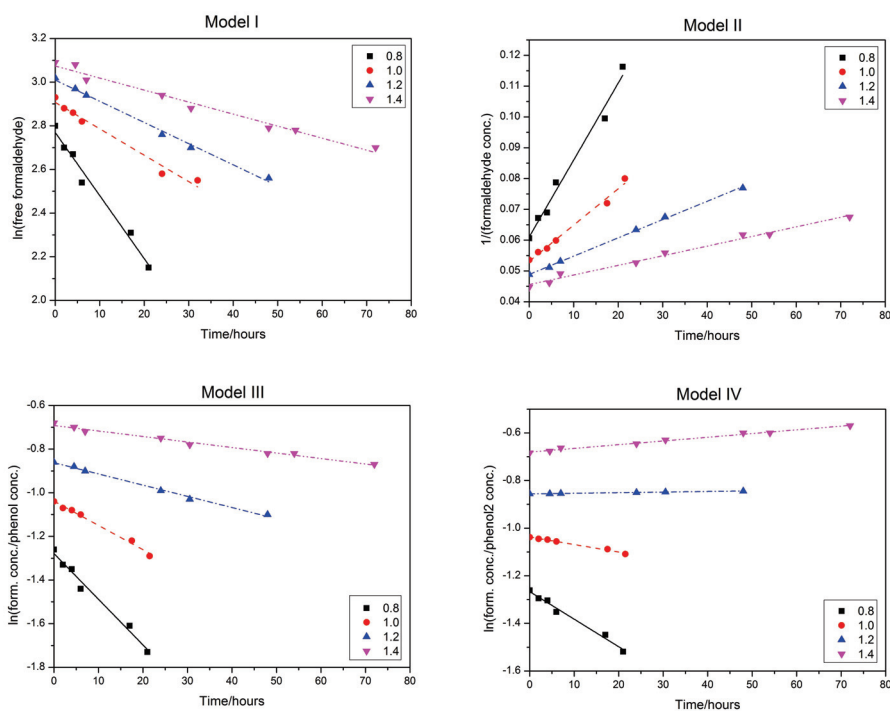 Model I
3.2
3.0
2.8
2.6
2.4
2.2
2.0
ln(free formaldehyde)
0 10 20 30 40 50 60 70 80
Time/hours
0.8
1.0
1.2
1.4
Model II
0.12
0.11
0.10
0.09
0.08
0.07
0.06
0.05
0.04
1/(formaldehyde conc.)
0 10 20 30 40 50 60 70 80
Time/hours
0.8
1.0
1.2
1.4
Model III
-0.6
-0.8
-1.0
-1.2
-1.4
-1.6
-1.8
ln(form. conc./phenol conc.)
0 10 20 30 40 50 60 70 80
Time/hours
0.8
1.0
1.2
1.4
Model IV
-0.6
-0.8
-1.0
-1.2
-1.4
-1.6
ln(form. conc./phenol2 conc.)
0 10 20 30 40 50 60 70 80
Time/hours
0.8
1.0
1.2
1.4